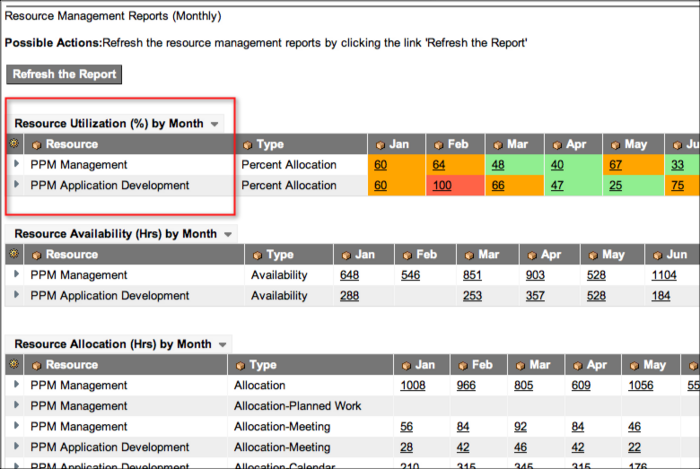 Resource Management Reports (Monthly)
Possible Actions:Refresh the resource management reports by clicking the link 'Refresh the Report'
Refresh the Report
Resource Utilization (%) by Month
Resource Type Jan Feb Mar Apr May Ju
PPM Management Percent Allocation 60 64 48 40 67 33
PPM Application Development Percent Allocation 60 100 66 47 25 75
Resource Availability (Hrs) by Month
Resource Type Jan Feb Mar Apr May Jun
PPM Management Availability 648 546 851 903 528 1104
PPM Application Development Availability 288 253 357 528 184
Resource Allocation (Hrs) by Month
Resource Type Jan Feb Mar Apr May
PPM Management Allocation 1008 966 805 609 1056 55
PPM Management Allocation-Planned Work
PPM Management Allocation-Meeting 56 84 92 84 46
PPM Application Development Allocation-Meeting 28 42 46 42 22
PPM Application Development Allocation-Calendar 210 315 345 315 176